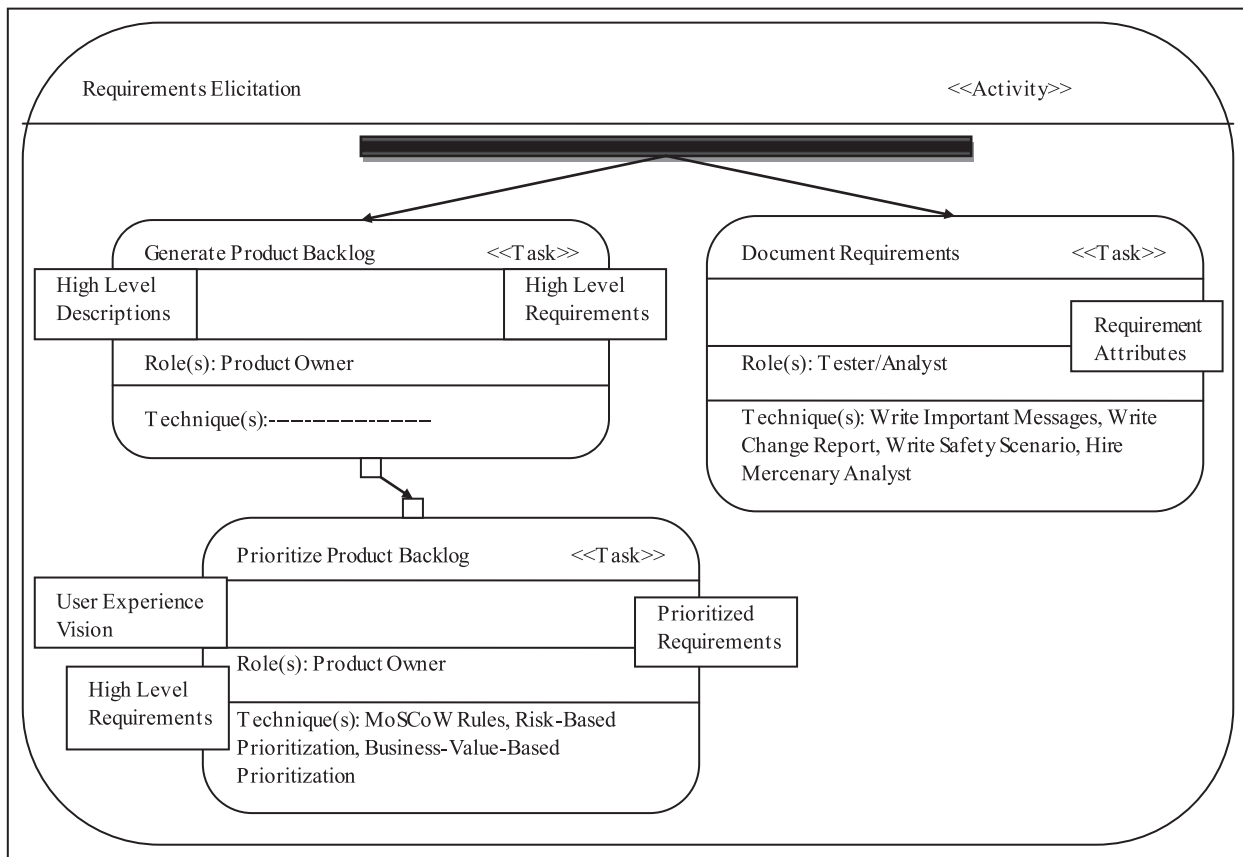 Requirements Elicitation <<Activity>>
Generate Product Backlog <<Task>>
High Level
Descriptions
High Level
Requirements
Role(s): Product Owner
Technique(s):---------------
Document Requirements <<Task>>
Requirement
Attributes
Role(s): Tester/Analyst
Technique(s): Write Important Messages, Write
Change Report, Write Safety Scenario, Hire
Mercenary Analyst
Prioritize Product Backlog <<Task>>
User Experience
Vision
Prioritized
Requirements
Role(s): Product Owner
High Level
Requirements
Technique(s): MoSCoW Rules, Risk-Based
Prioritization, Business-Value-Based
Prioritization